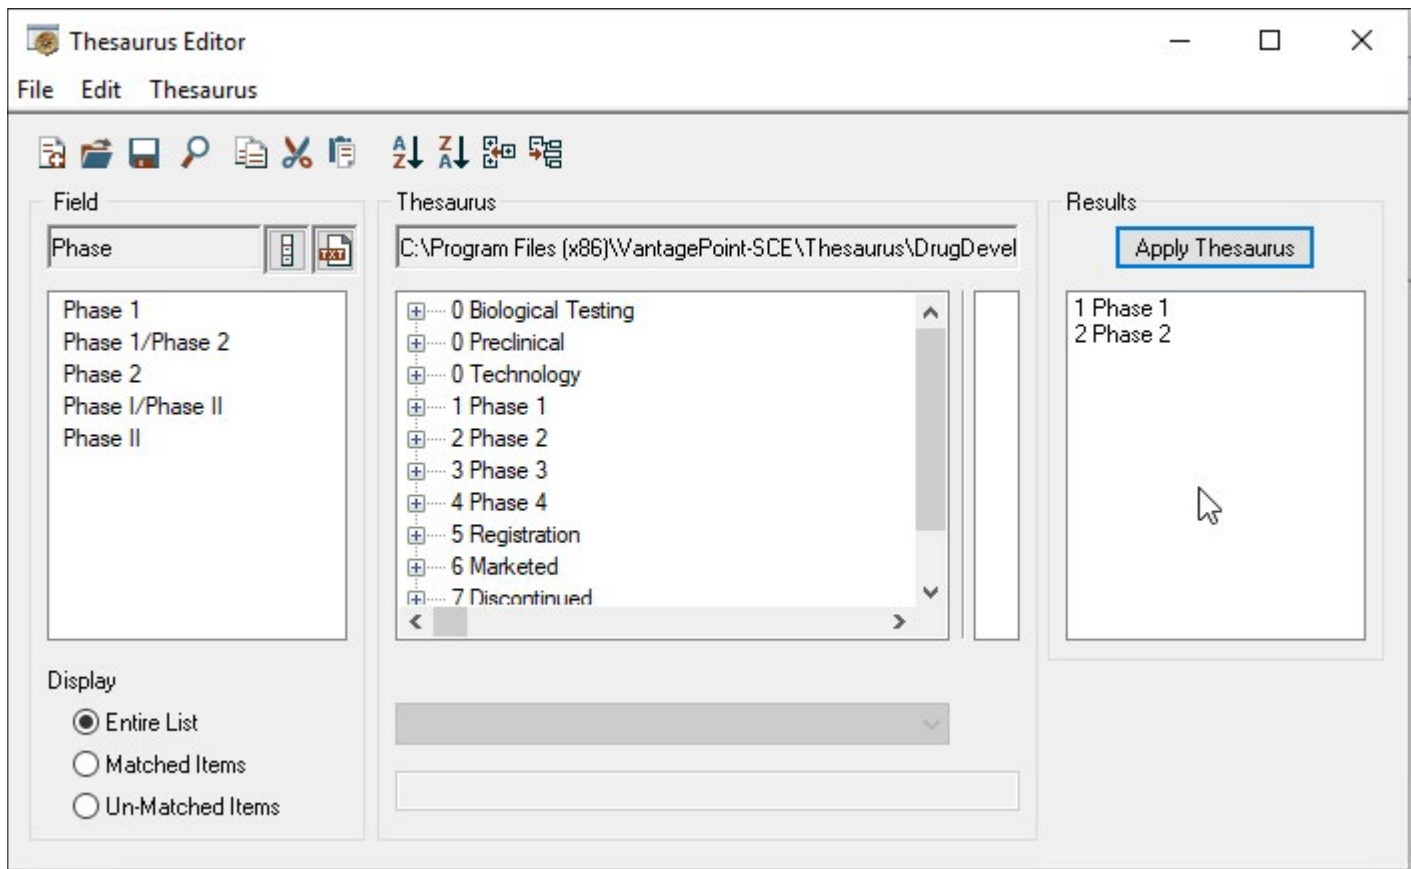 Thesaurus Editor
File Edit Thesaurus
Field
Phase
TXT
Phase 1
Phase 1/Phase 2
Phase 2
Phase I/Phase II
Phase II
Display
Entire List
Matched Items
Un-Matched Items
Thesaurus
C:\Program Files (x86)\VantagePoint-SCE\Thesaurus\DrugDevel
0 Biological Testing
0 Preclinical
0 Technology
1 Phase 1
2 Phase 2
3 Phase 3
4 Phase 4
5 Registration
6 Marketed
7 Discontinued
Results
Apply Thesaurus
1 Phase 1
2 Phase 2